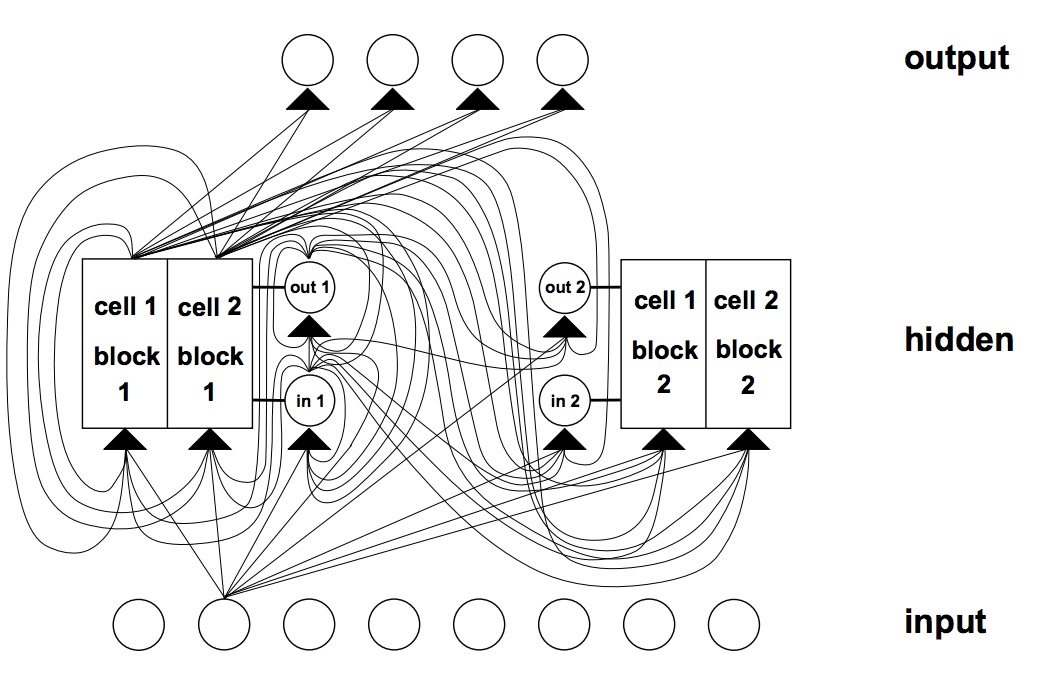 output
out 1
out 2
cell 1
cell 2
block
block
1
1
in 1
in 2
cell 1
cell 2
block
block
2
2
hidden
input